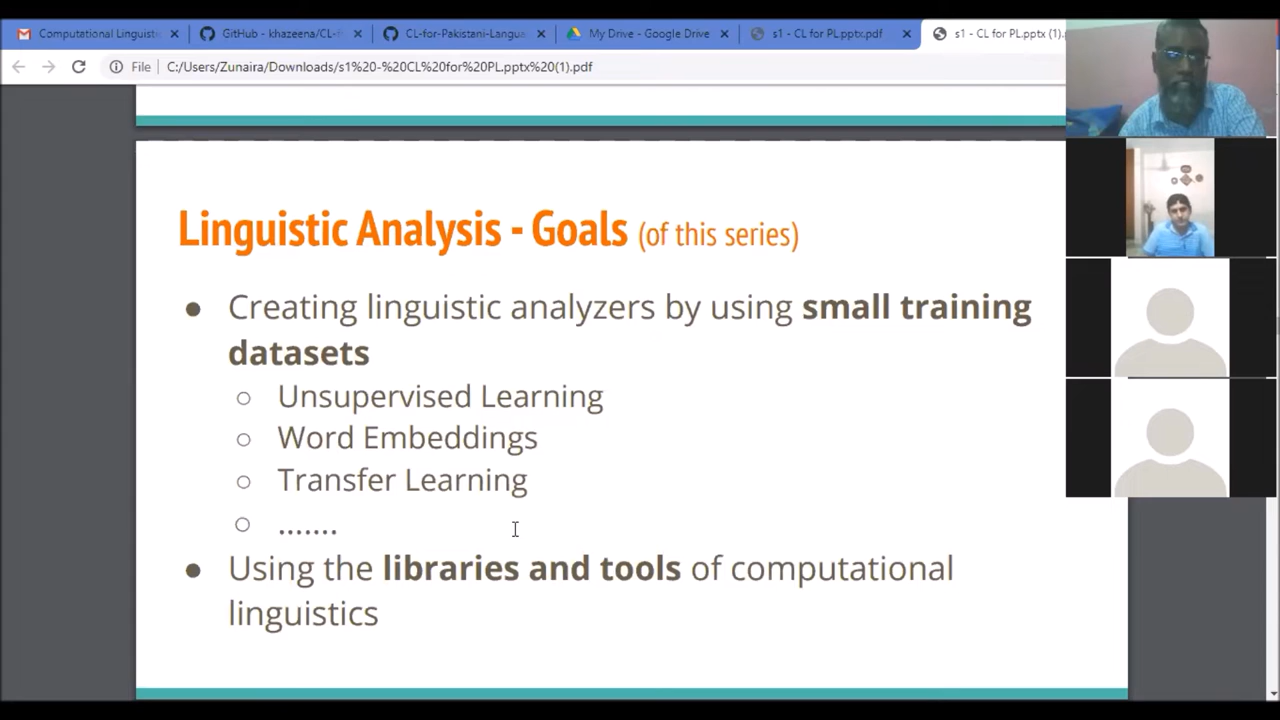 Computational Linguisti
GitHub - khazeena/CL-f
CL-for-Pakistani-Langua
My Drive - Google Drive
s1 - CL for PL.pptx.pdf
s1 - CL for PL.pptx (1).
File
C:/Users/Zunaira/Downloads/s1%20-%20CL%20for%20PL.pptx%20(1).pdf
Linguistic Analysis - Goals (of this series)
● Creating linguistic analyzers by using small training
datasets
○ Unsupervised Learning
○ Word Embeddings
○ Transfer Learning
○ .......
● Using the libraries and tools of computational
linguistics